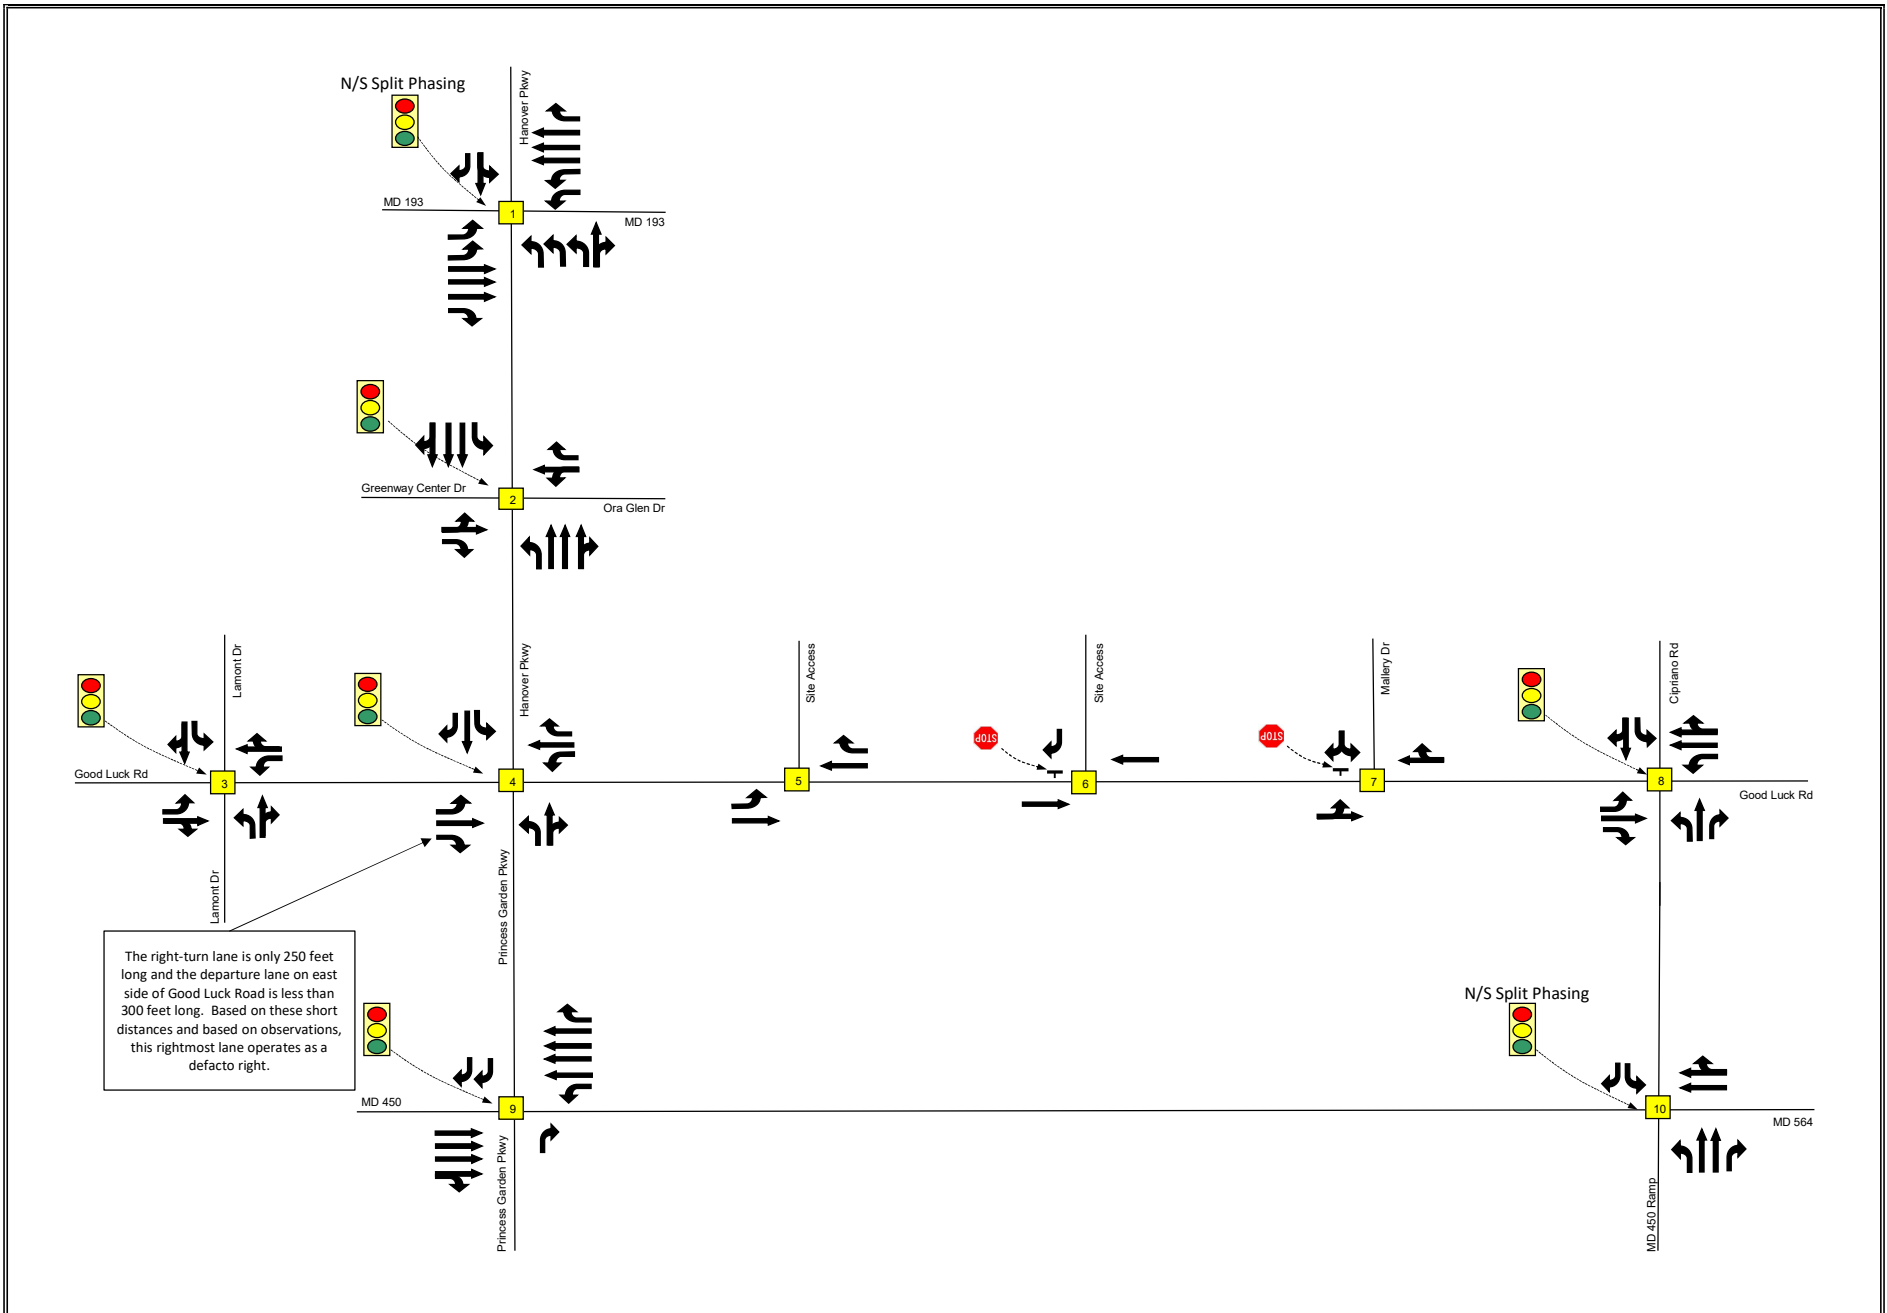 N/S Split Phasing
Hanover Pkwy
MD 193
1
MD 193
Greenway Center Dr
2
Ora Glen Dr
Lamont Dr
Hanover Pkwy
Site Access
Site Access
Mallery Dr
Cipriano Rd
STOP
STOP
Good Luck Rd
3
4
5
6
7
8
Good Luck Rd
Lamont Dr
Princess Garden Pkwy
The right-turn lane is only 250 feet
long and the departure lane on east
side of Good Luck Road is less than
300 feet long.  Based on these short
distances and based on observations,
this rightmost lane operates as a
defacto right.
N/S Split Phasing
MD 450
9
10
MD 564
Princess Garden Pkwy
MD 450 Ramp